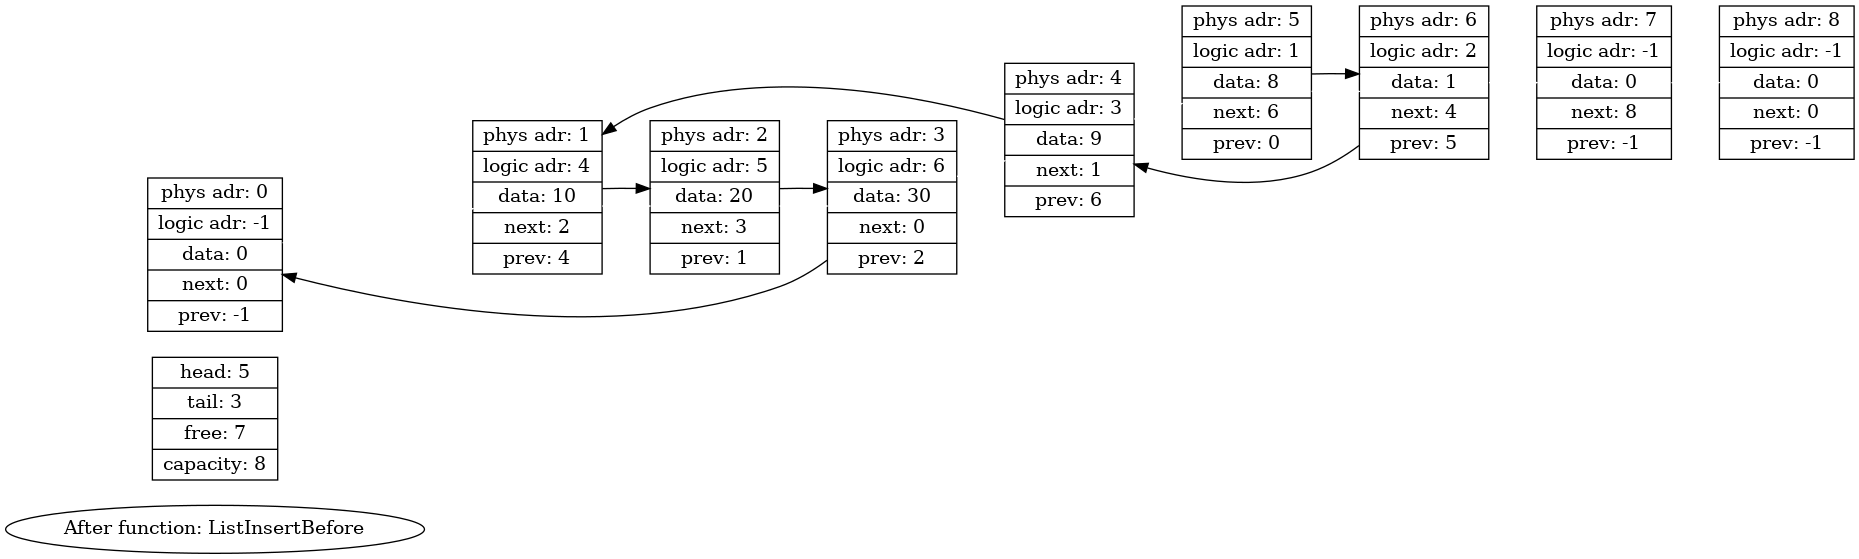 phys adr: 0
logic adr: -1
data: 0
next: 0
prev: -1
head: 5
tail: 3
free: 7
capacity: 8
After function: ListInsertBefore
phys adr: 1
logic adr: 4
data: 10
next: 2
prev: 4
phys adr: 2
logic adr: 5
data: 20
next: 3
prev: 1
phys adr: 3
logic adr: 6
data: 30
next: 0
prev: 2
phys adr: 4
logic adr: 3
data: 9
next: 1
prev: 6
phys adr: 5
logic adr: 1
data: 8
next: 6
prev: 0
phys adr: 6
logic adr: 2
data: 1
next: 4
prev: 5
phys adr: 7
logic adr: -1
data: 0
next: 8
prev: -1
phys adr: 8
logic adr: -1
data: 0
next: 0
prev: -1